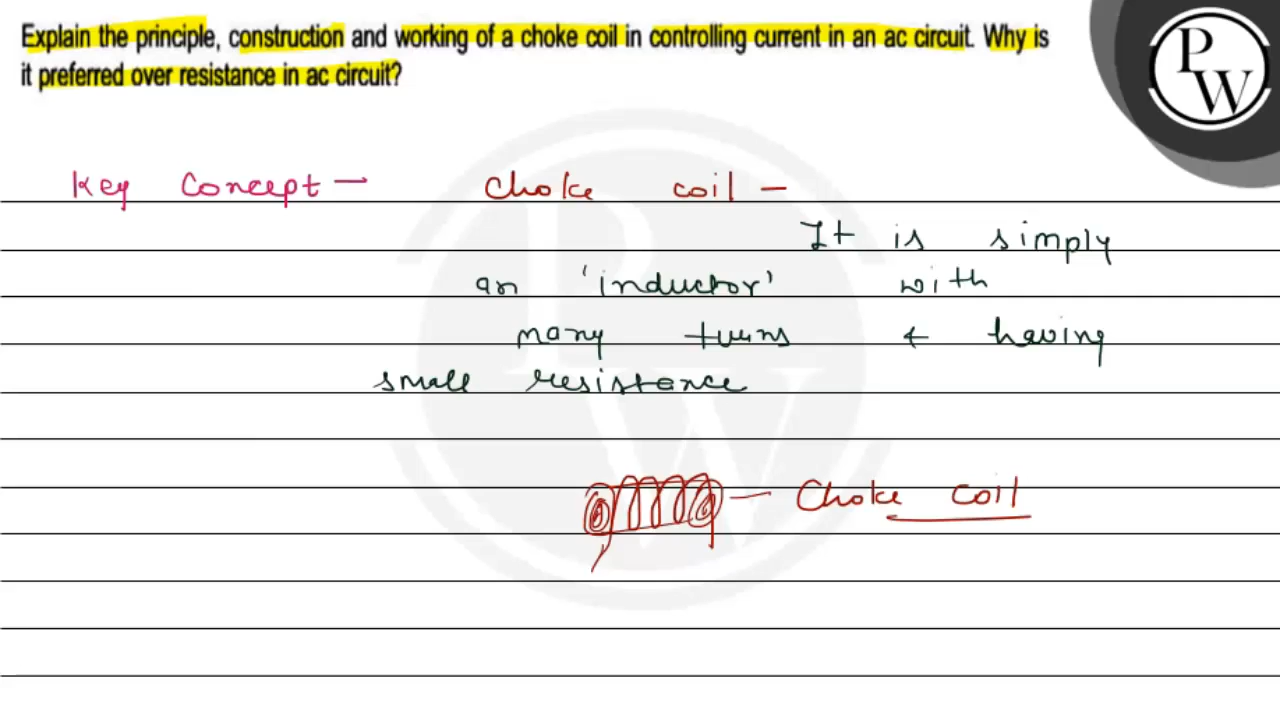 Explain the principle, construction and working of a choke coil in controlling current in an ac circuit. Why is
it preferred over resistance in ac circuit?
P
W
Key Concept – Choke coil –
It is simply
an 'inductor' with
many turns & having
small resistance
– Choke coil